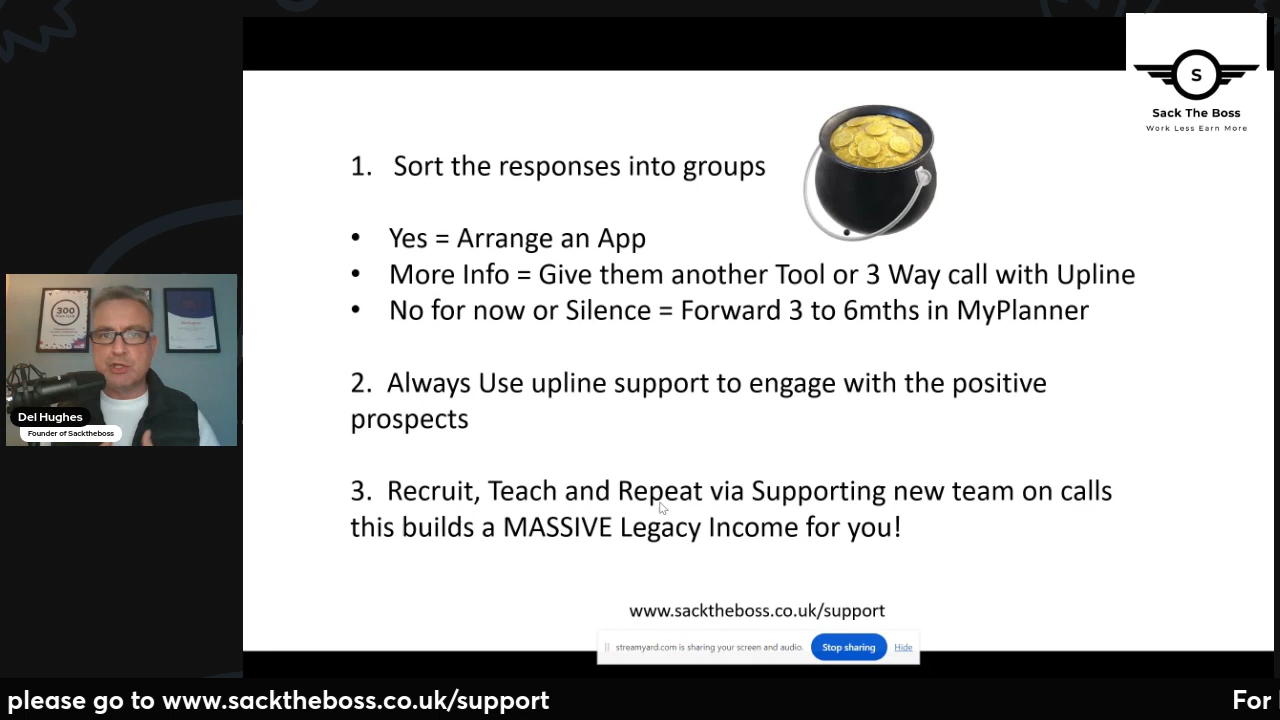 S
Sack The Boss
Work Less Earn More
1. Sort the responses into groups
• Yes = Arrange an App
• More Info = Give them another Tool or 3 Way call with Upline
• No for now or Silence = Forward 3 to 6mths in MyPlanner
2. Always Use upline support to engage with the positive
prospects
3. Recruit, Teach and Repeat via Supporting new team on calls
this builds a MASSIVE Legacy Income for you!
www.sacktheboss.co.uk/support
streamyard.com is sharing your screen and audio. Stop sharing Hide
300
Del Hughes
Founder of Sacktheboss
please go to www.sacktheboss.co.uk/support For